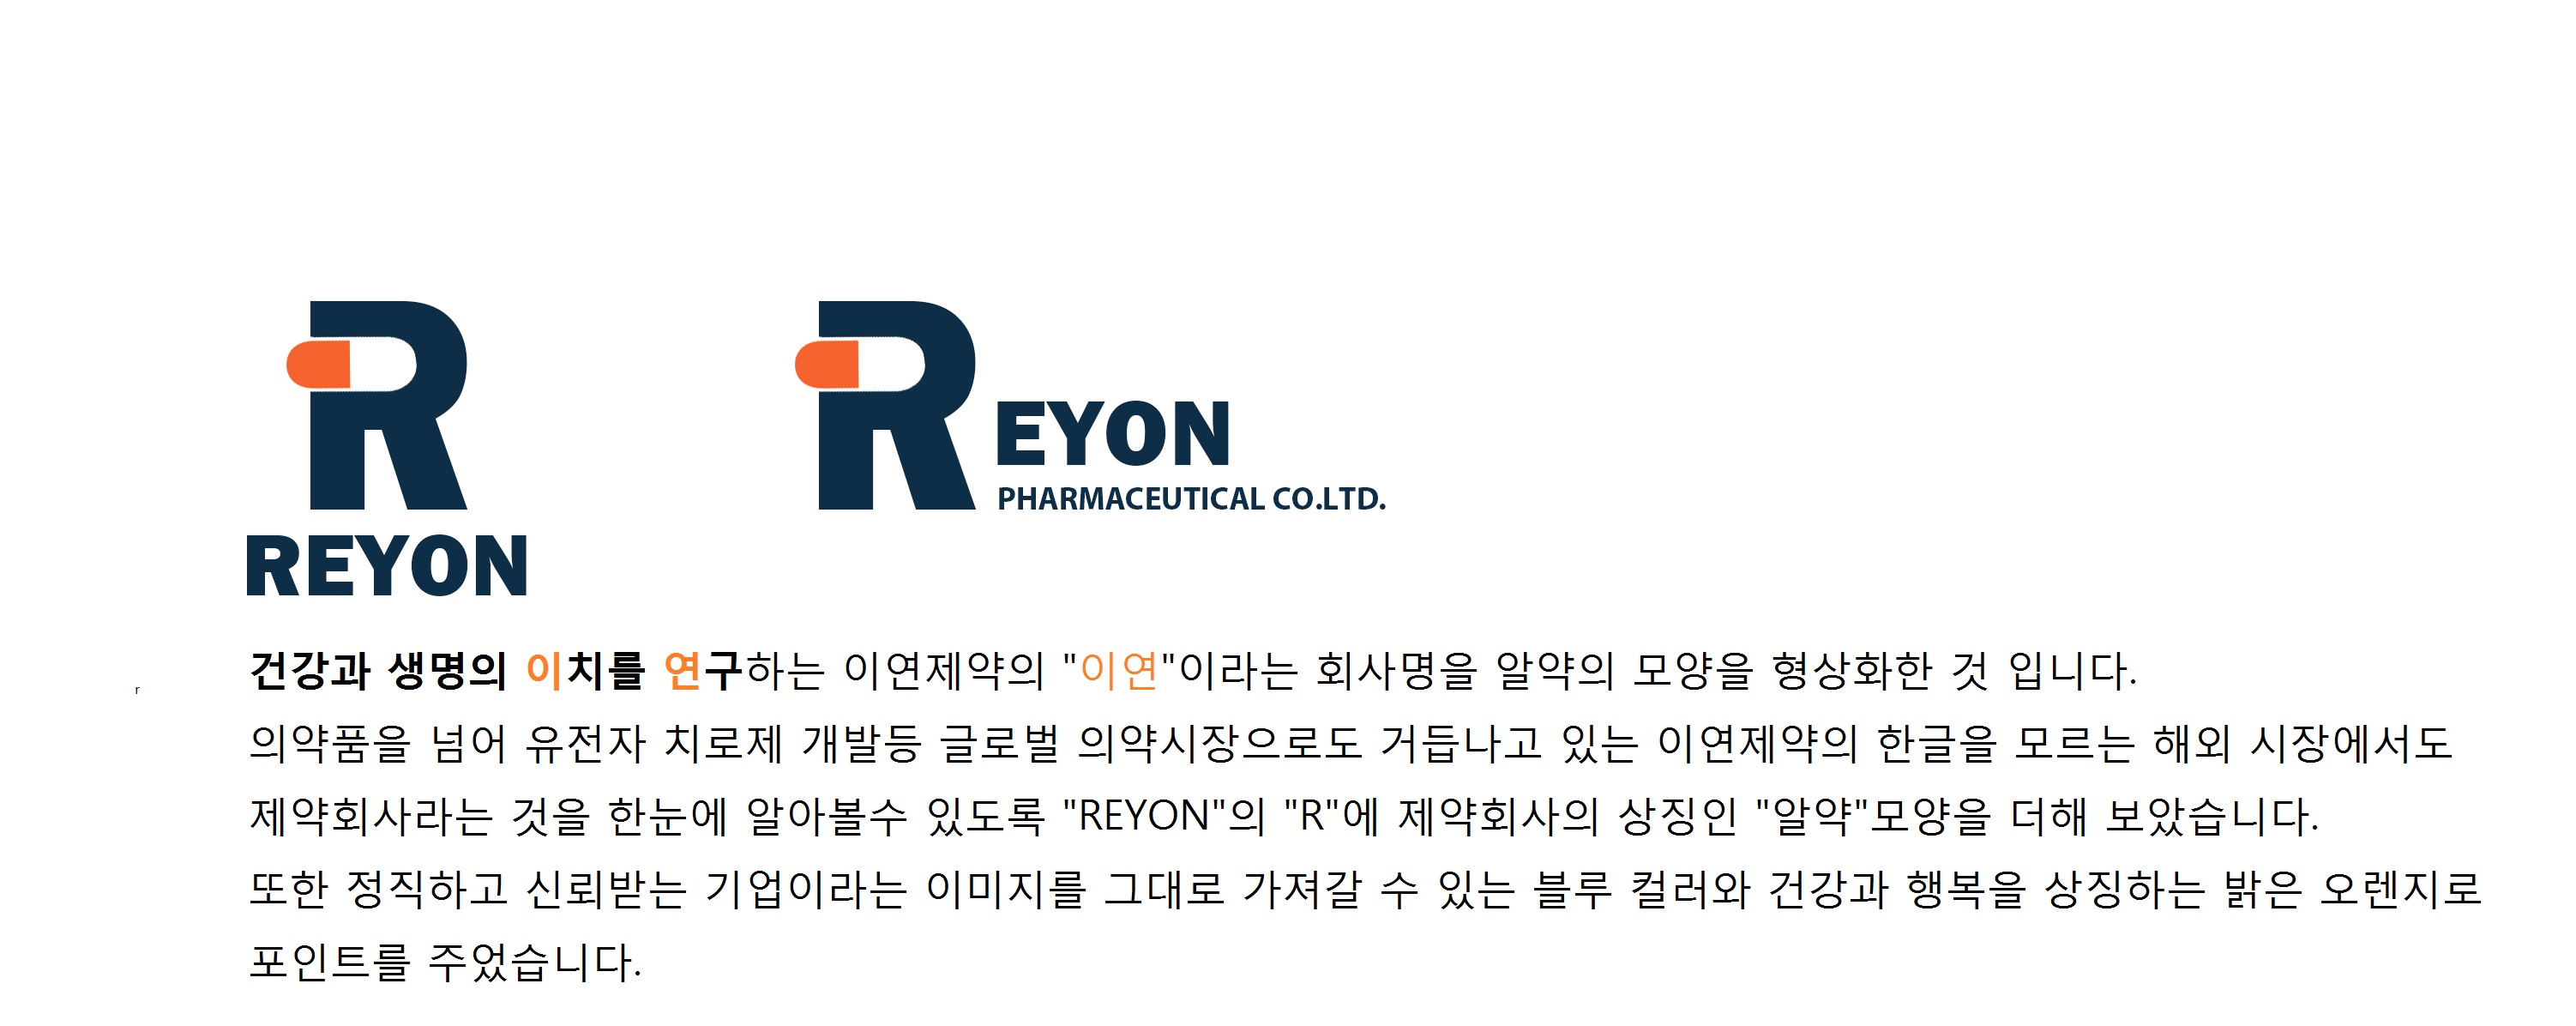 R
REYON
REYON
PHARMACEUTICAL CO.LTD.
건강과 생명의 이치를 연구하는 이연제약의 "이연"이라는 회사명을 알약의 모양을 형상화한 것 입니다.
r
의약품을 넘어 유전자 치로제 개발등 글로벌 의약시장으로도 거듭나고 있는 이연제약의 한글을 모르는 해외 시장에서도
제약회사라는 것을 한눈에 알아볼수 있도록 "REYON"의 "R"에 제약회사의 상징인 "알약"모양을 더해 보았습니다.
또한 정직하고 신뢰받는 기업이라는 이미지를 그대로 가져갈 수 있는 블루 컬러와 건강과 행복을 상징하는 밝은 오렌지로
포인트를 주었습니다.